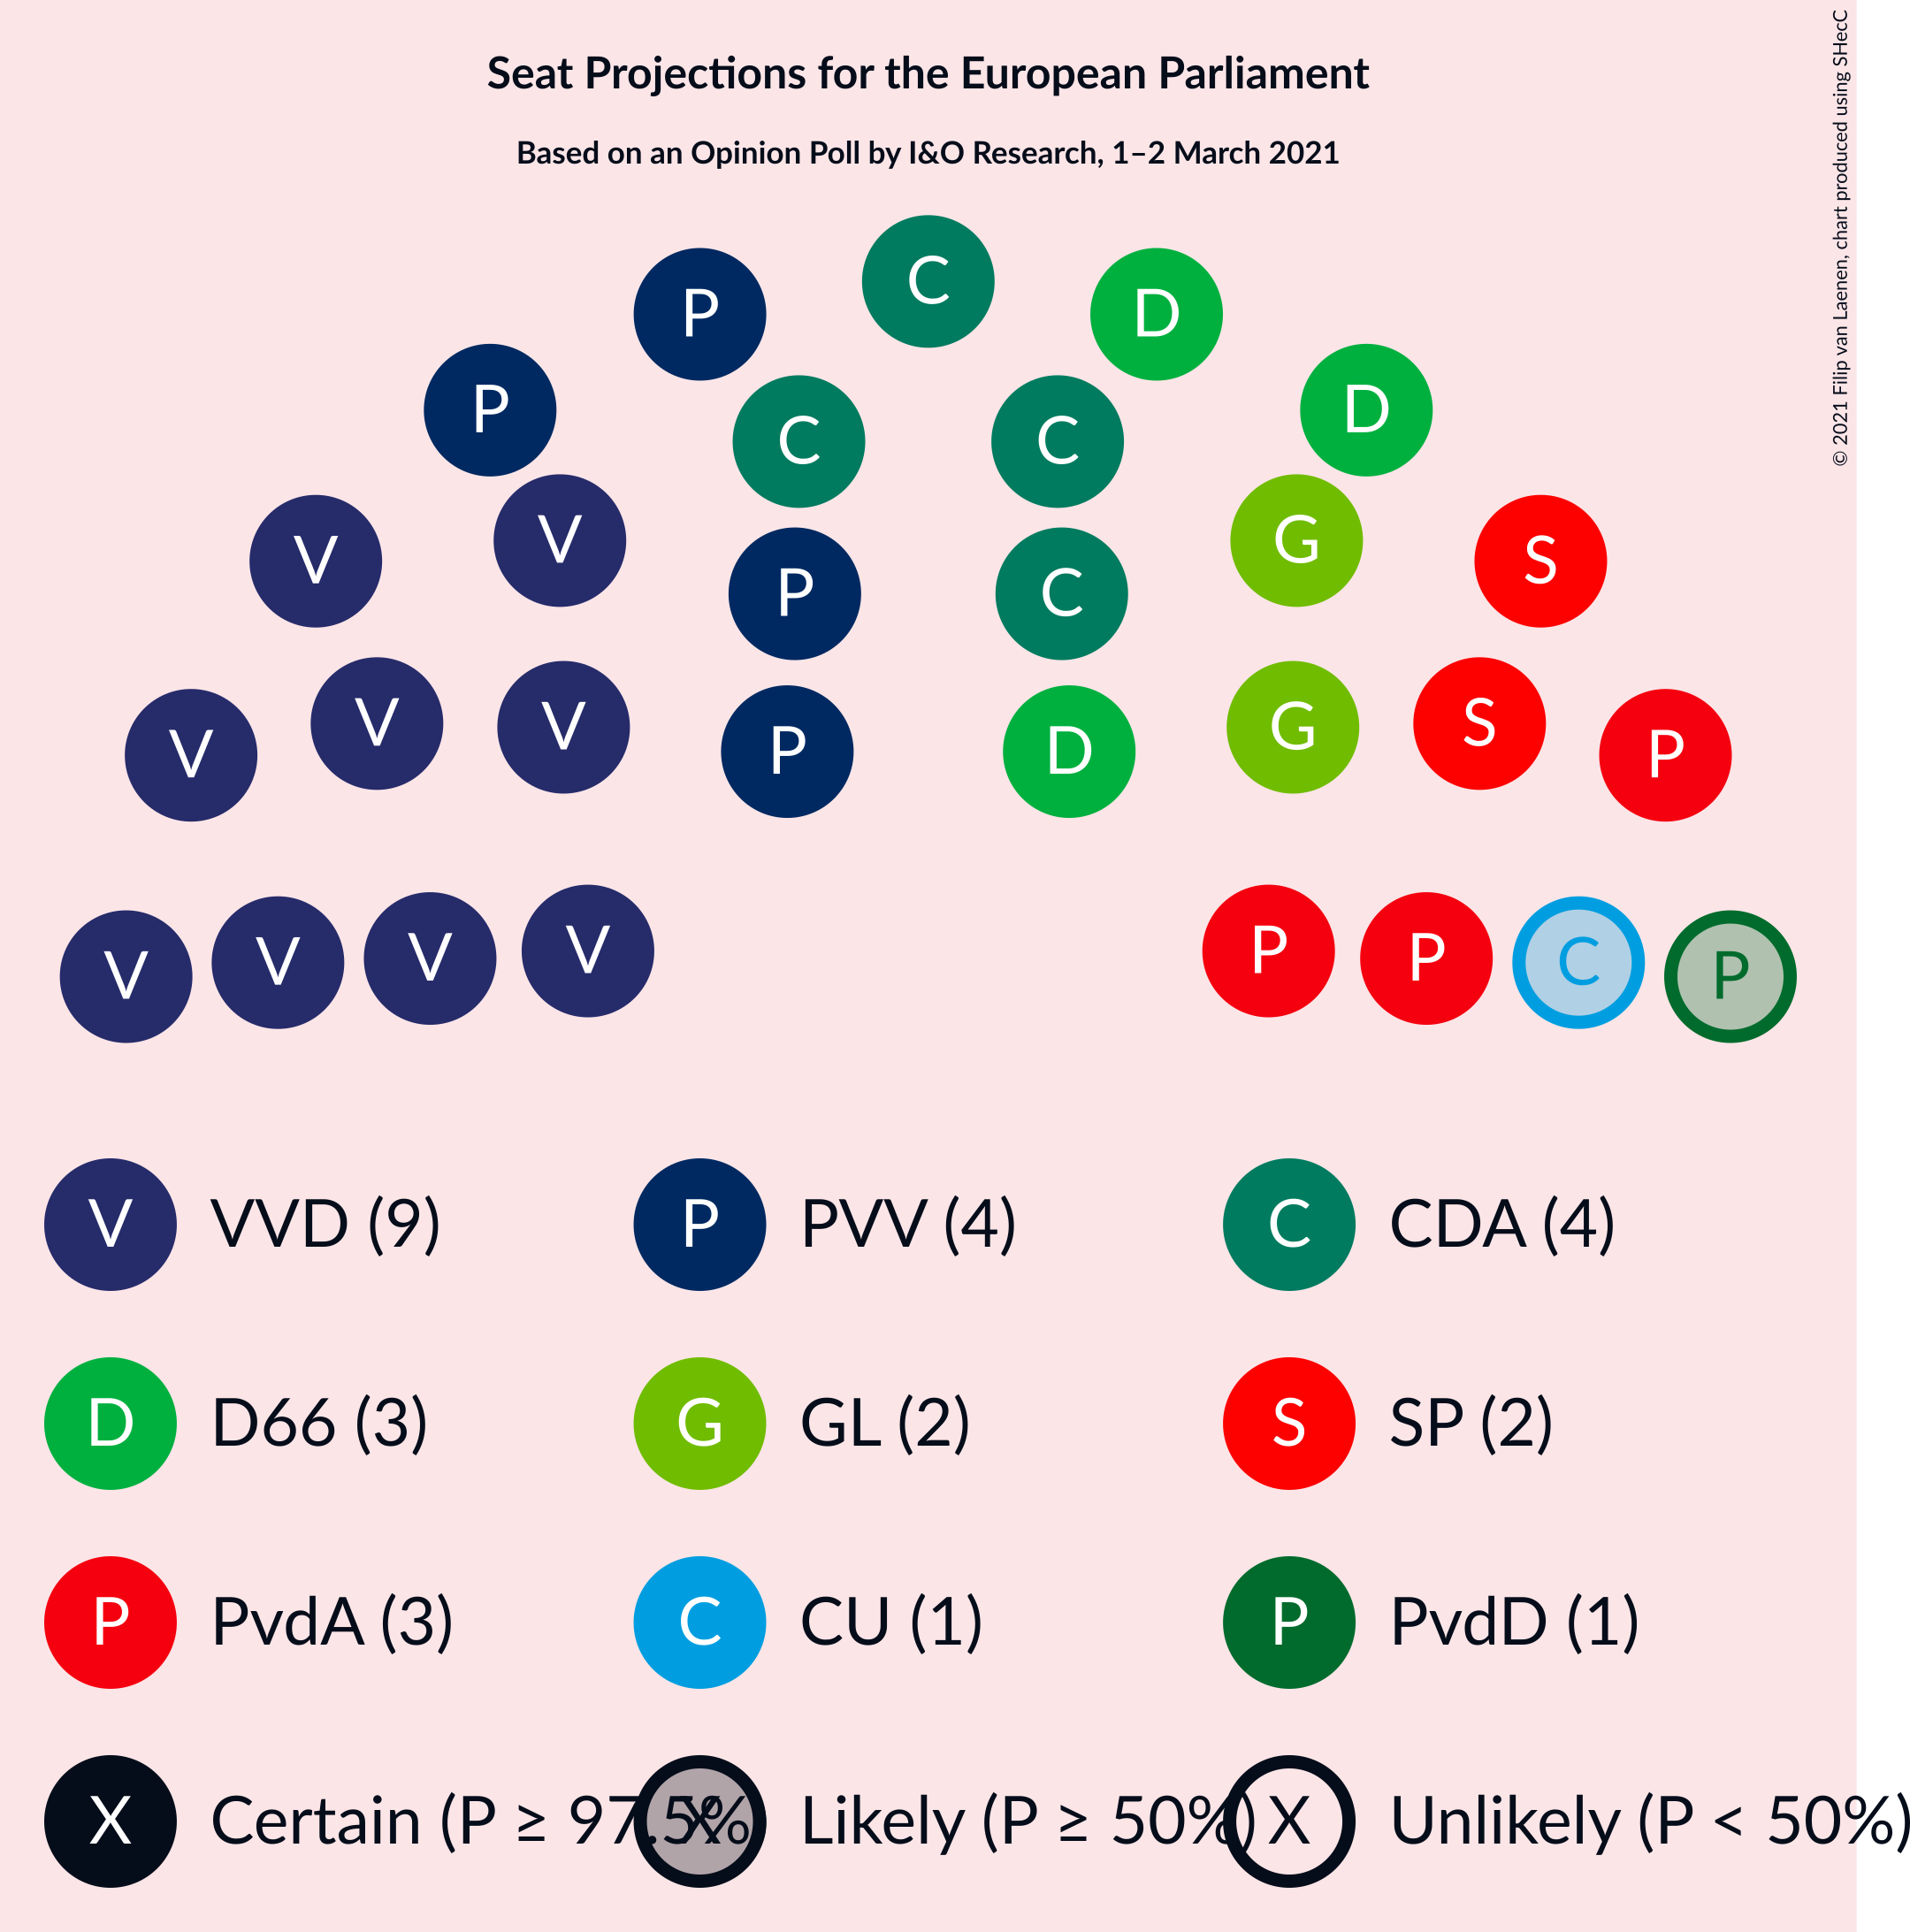 Seat Projections for the European Parliament
Based on an Opinion Poll by I&O Research, 1–2 March 2021
© 2021 Filip van Laenen, chart produced using SHecC
C
P D
P D
C C
V G
V S
P C
V G
V S
P D
V P
V P
V P
V C
V P
V VVD (9) P PVV (4) C CDA (4)
D D66 (3) G GL (2) S SP (2)
P PvdA (3) C CU (1) P PvdD (1)
X Certain (P ≥ 97.5% X Likely (P ≥ 50%) X Unlikely (P < 50%)